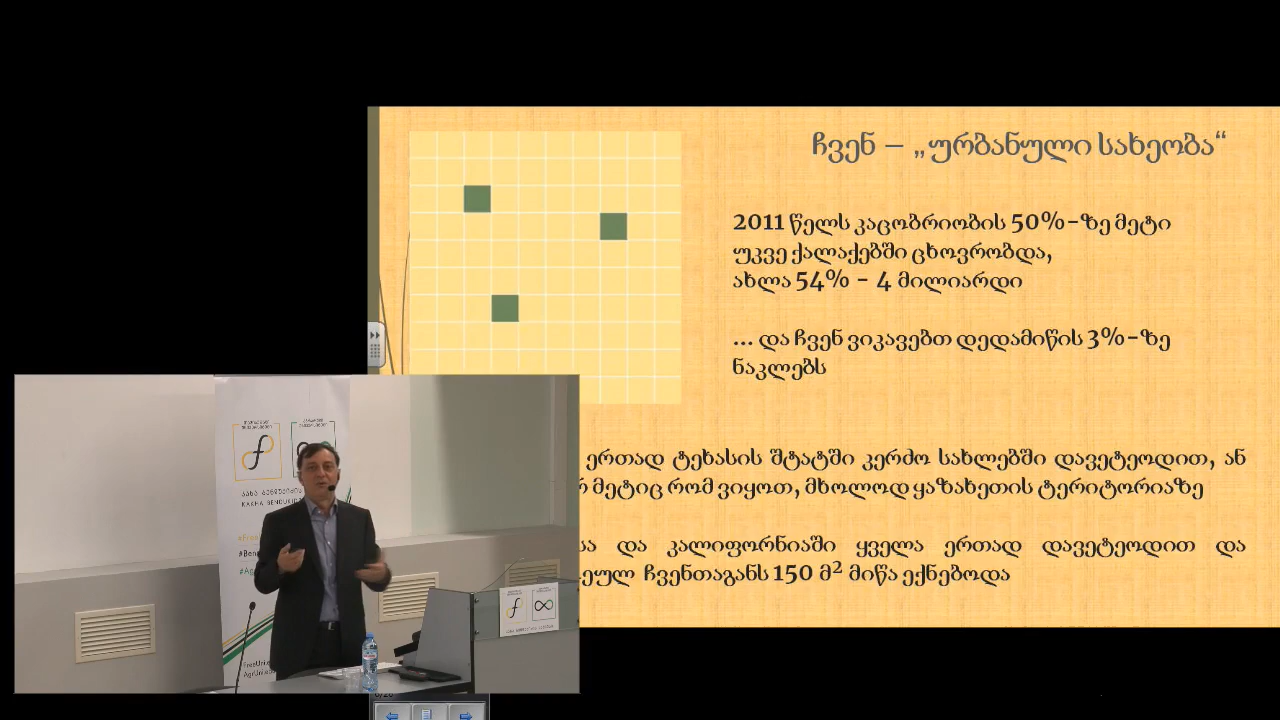 ჩვენ – „ურბანული სახეობა“
2011 წელს კაცობრიობის 50%-ზე მეტი
უკვე ქალაქებში ცხოვრობდა,
ახლა 54% - 4 მილიარდი
... და ჩვენ ვიკავებთ დედამიწის 3%-ზე
ნაკლებს
ერთად ტეხასის შტატში კერძო სახლებში დავეტეოდით, ან
მეტიც რომ ვიყოთ, მხოლოდ ყაზახეთის ტერიტორიაზე
და კალიფორნიაში ყველა ერთად დავეტეოდით და
ჩვენთაგანს 150 მ² მიწა ექნებოდა